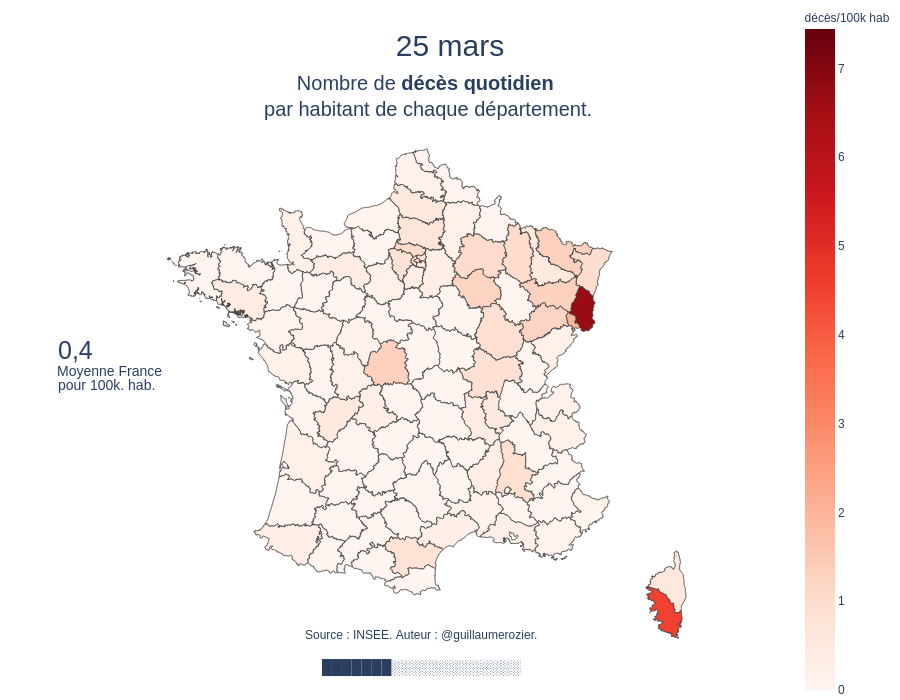 décès/100k hab
25 mars
Nombre de décès quotidien
par habitant de chaque département.
7
6
5
4
3
2
1
0
0,4
Moyenne France
pour 100k. hab.
Source : INSEE. Auteur : @guillaumerozier.